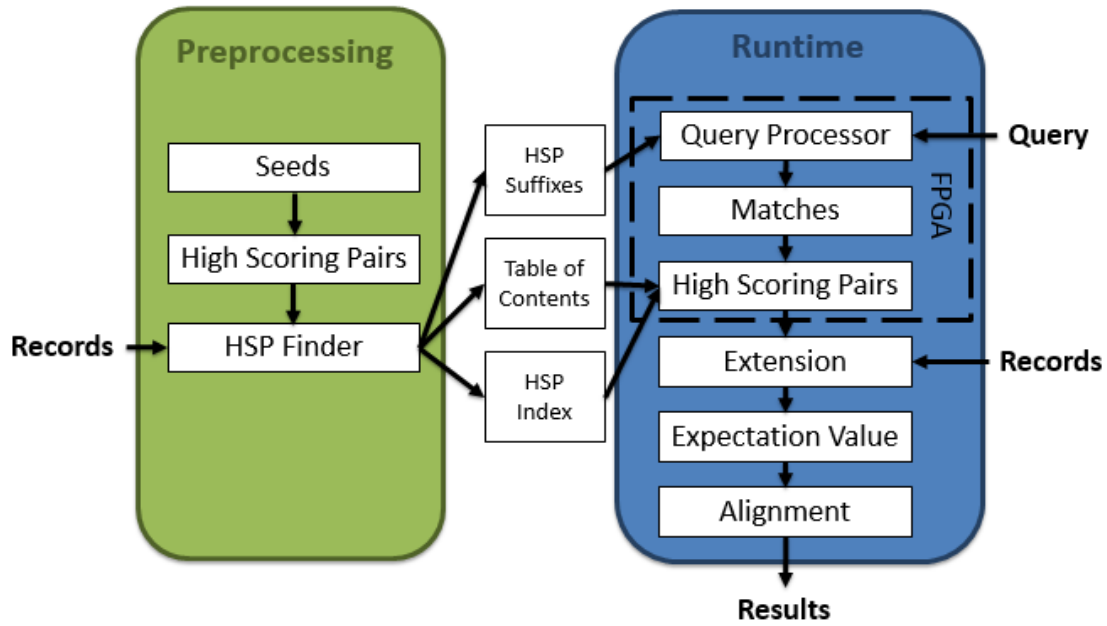 Preprocessing
Seeds
High Scoring Pairs
HSP Finder
Records
HSP
Suffixes
Table of
Contents
HSP
Index
Runtime
Query Processor
Matches
High Scoring Pairs
FPGA
Extension
Expectation Value
Alignment
Query
Records
Results